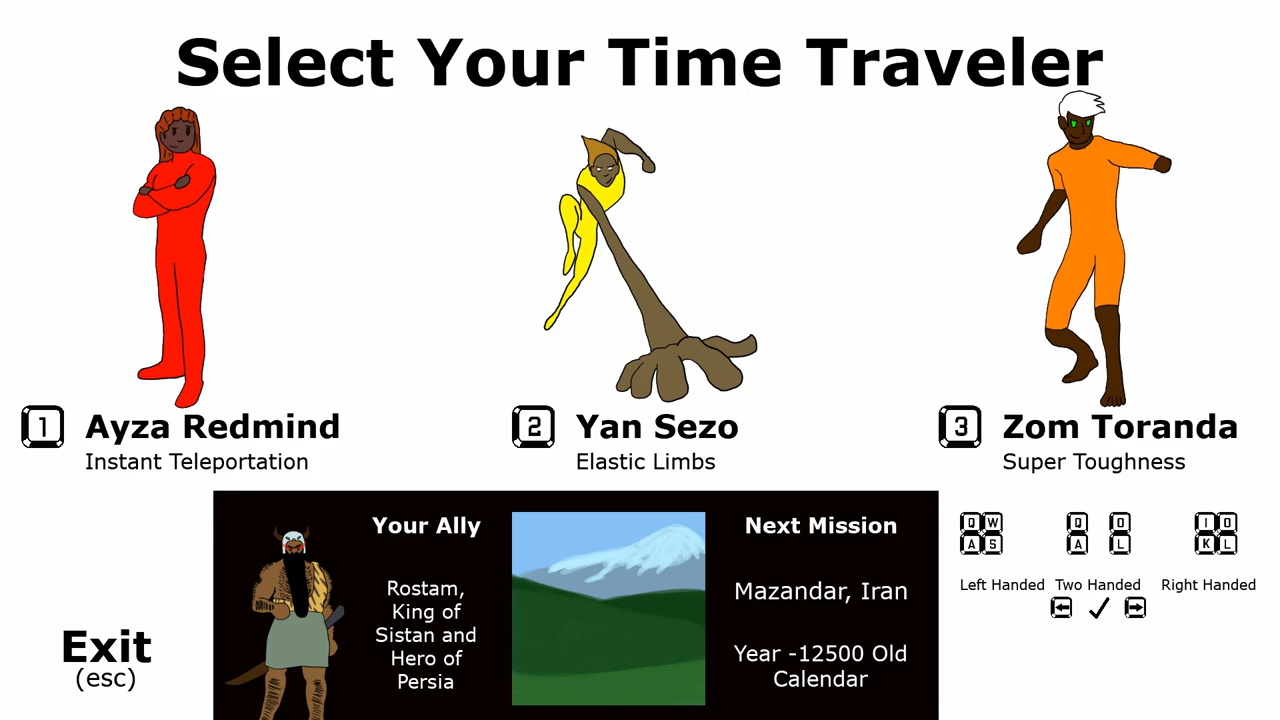 Select Your Time Traveler
1 Ayza Redmind
Instant Teleportation
2 Yan Sezo
Elastic Limbs
3 Zom Toranda
Super Toughness
Your Ally
Rostam,
King of
Sistan and
Hero of
Persia
Next Mission
Mazandar, Iran
Year -12500 Old
Calendar
Q W
A S
Left Handed
Q O
A L
Two Handed
I O
K L
Right Handed
Exit
(esc)